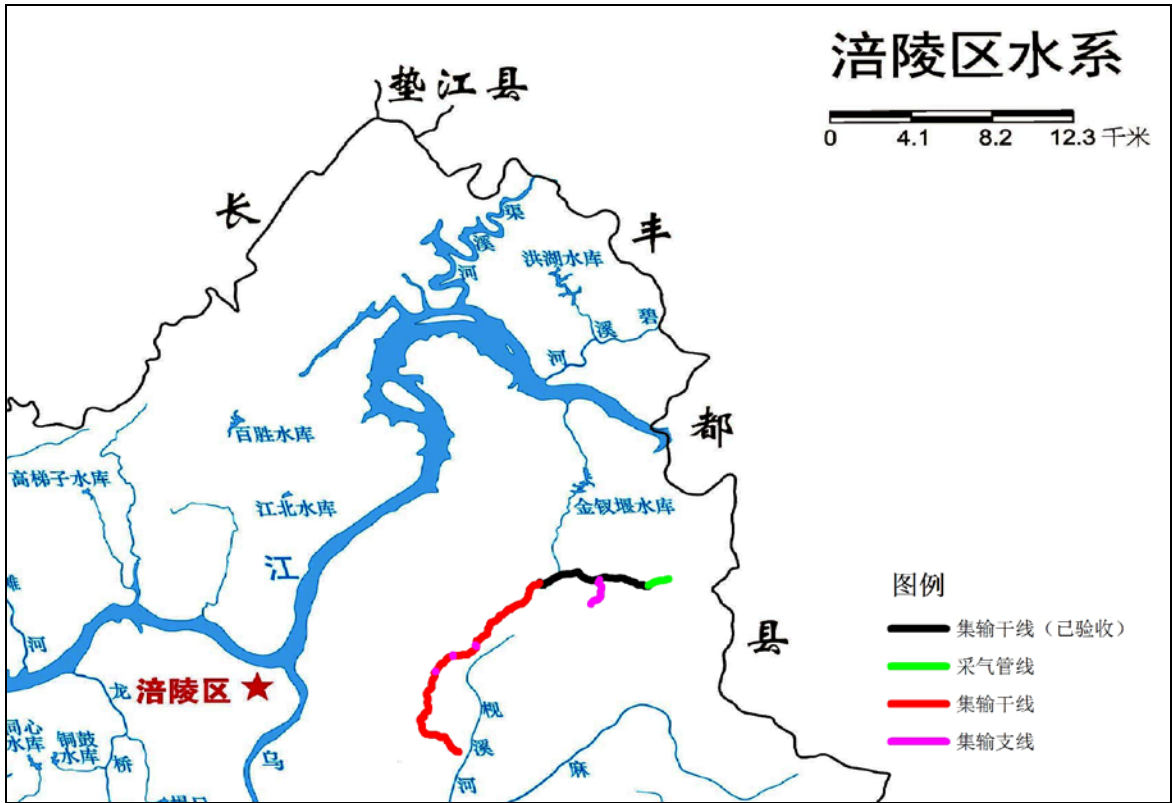 涪陵区水系
0 4.1 8.2 12.3 千米
垫江县
长
丰
都
县
渠
溪
河
洪湖水库
碧
溪
河
百胜水库
高梯子水库
江北水库
金钗堰水库
江
滩
河
龙
桥
涪陵区
同心
水库
铜鼓
水库
乌
枧
溪
河
麻
图例
集输干线（已验收）
采气管线
集输干线
集输支线